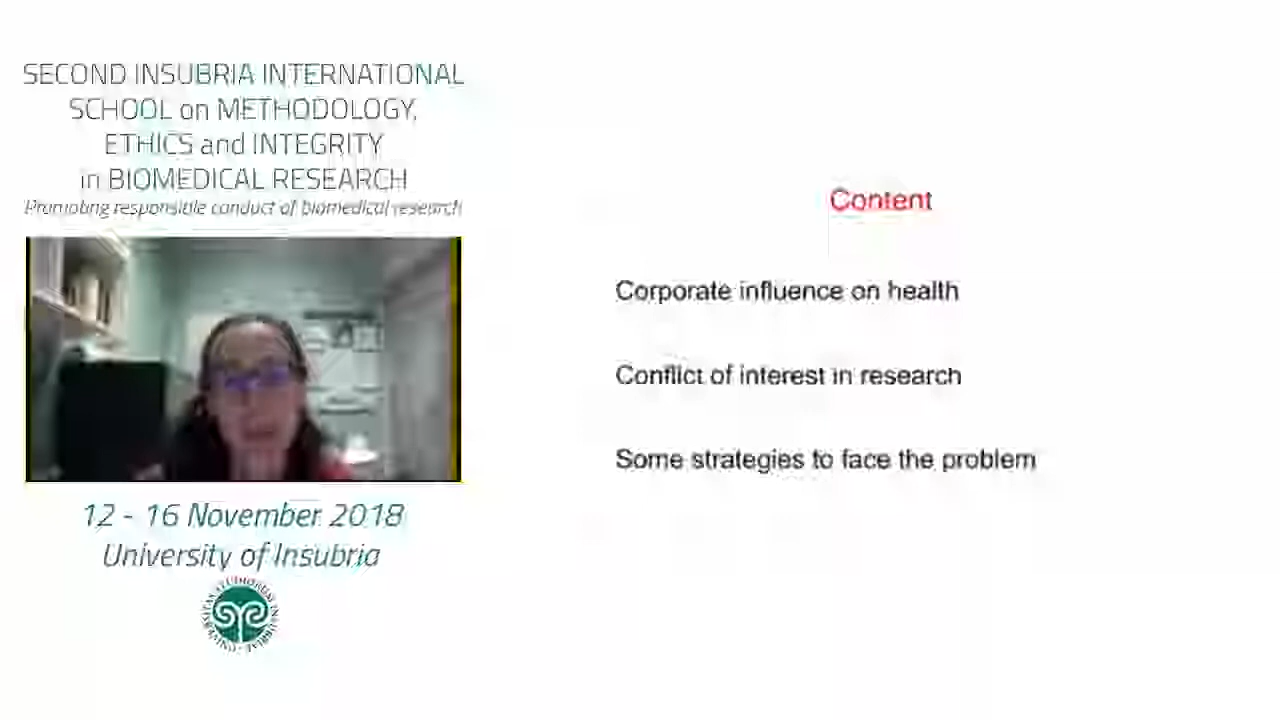 SECOND INSUBRIA INTERNATIONAL
SCHOOL on METHODOLOGY,
ETHICS and INTEGRITY
in BIOMEDICAL RESEARCH
Promoting responsible conduct of biomedical research
12 - 16 November 2018
University of Insubria
Content
Corporate influence on health
Conflict of interest in research
Some strategies to face the problem